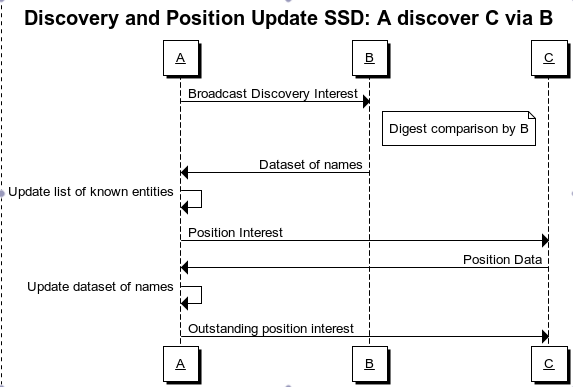 Discovery and Position Update SSD: A discover C via B
A
B
C
Broadcast Discovery Interest
Digest comparison by B
Dataset of names
Update list of known entities
Position Interest
Position Data
Update dataset of names
Outstanding position interest
A
B
C